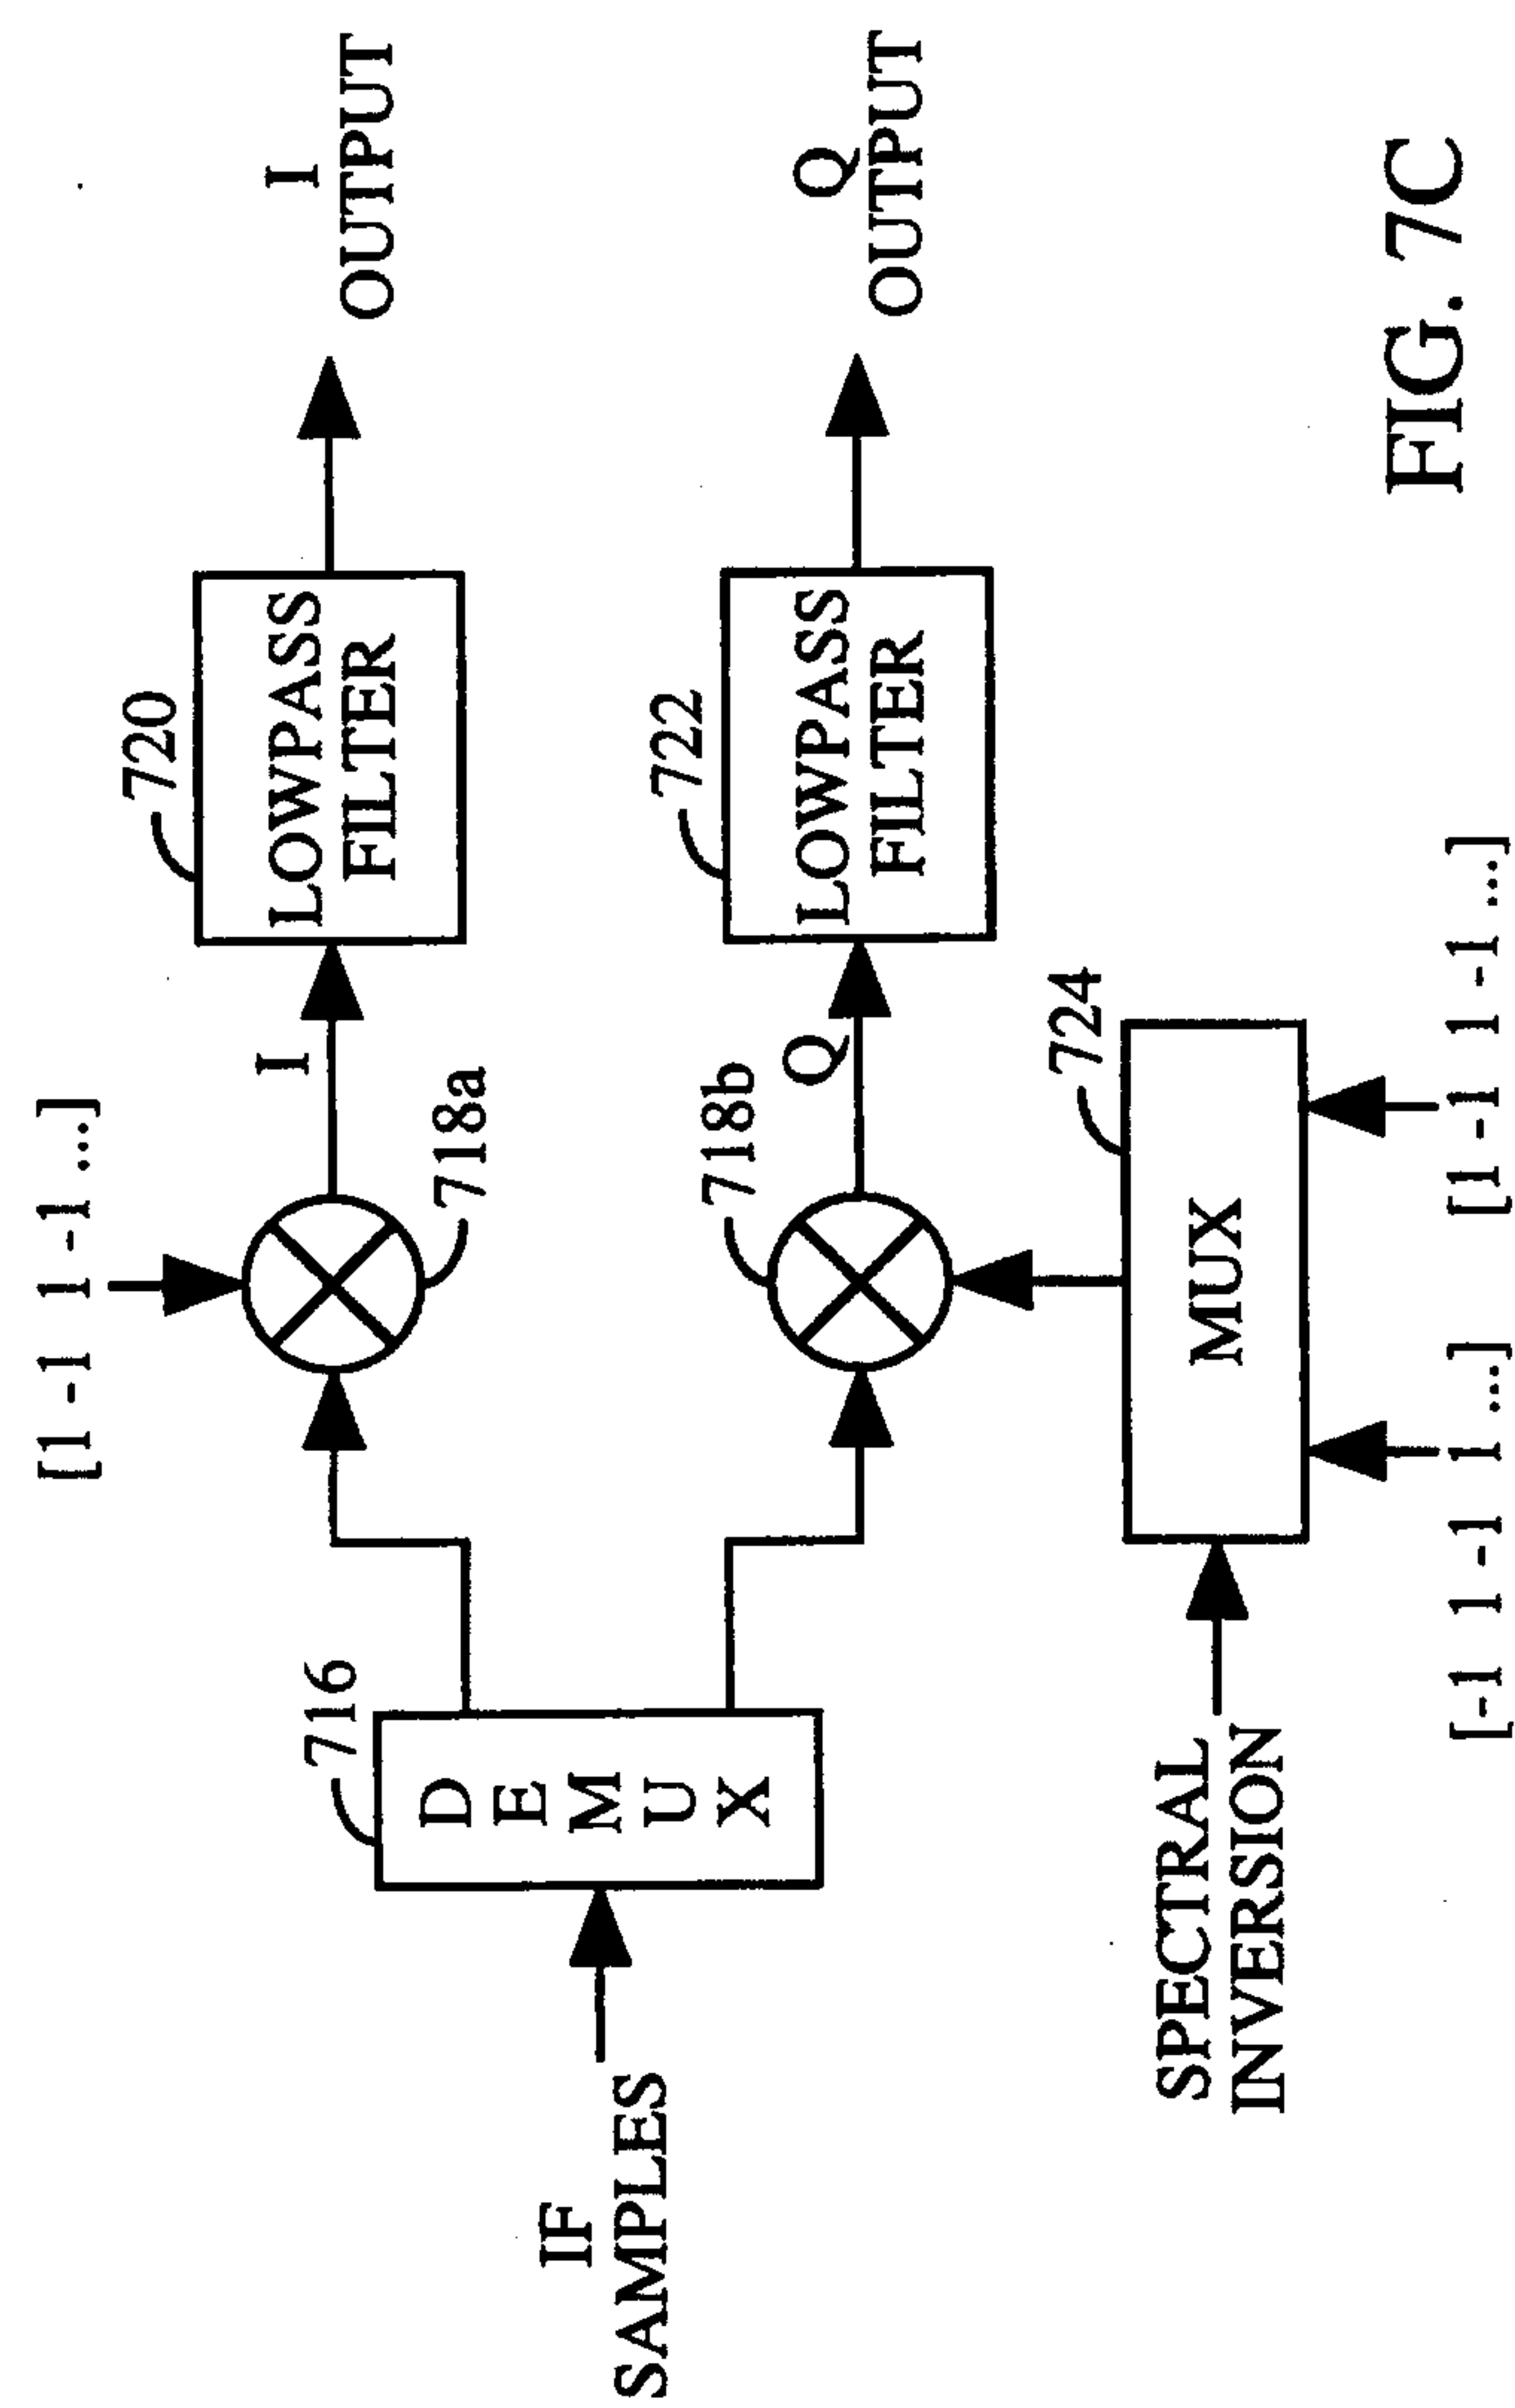 [1 -1 1 -1 ...]
I
OUTPUT
720
I
LOWPASS
FILTER
718a
716
D
E
M
U
X
IF
SAMPLES
722
718b
Q
LOWPASS
FILTER
Q
OUTPUT
724
MUX
SPECTRAL
INVERSION
[-1 1 -1 1 ...]
[1 -1 1 -1 ...]
FIG. 7C